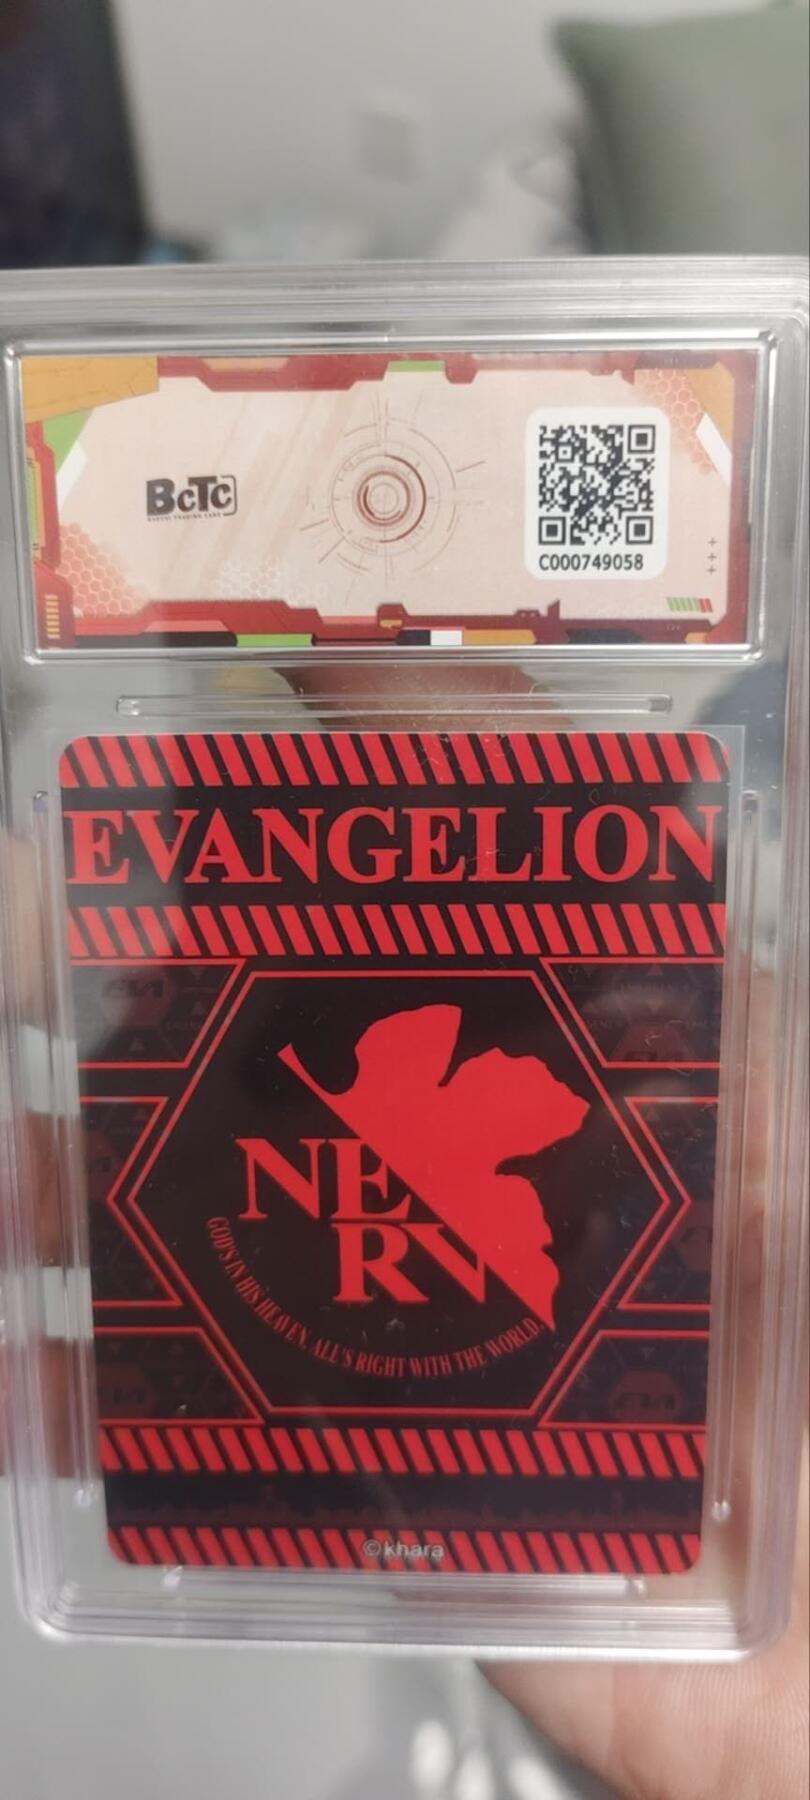 BCTC
C000749058
EVANGELION
NERV
GOD'S IN HIS HEAVEN. ALL'S RIGHT WITH THE WORLD.
©khara